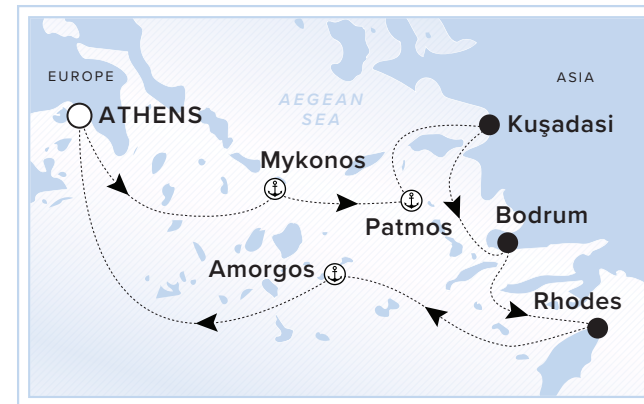 EUROPE
ASIA
AEGEAN
SEA
ATHENS
Kuşadasi
Mykonos
Patmos
Bodrum
Amorgos
Rhodes